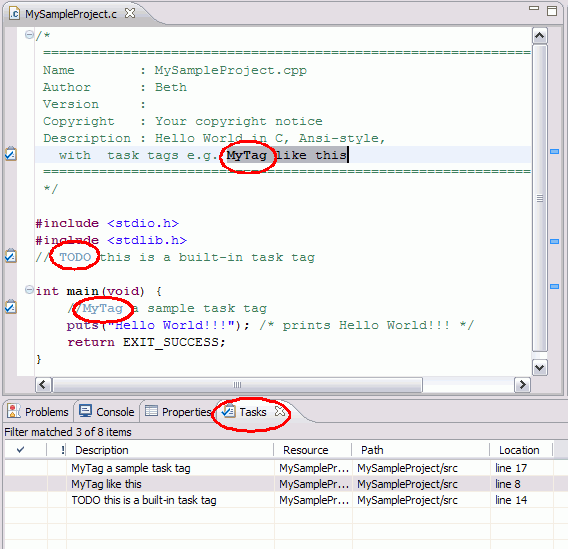 MySampleProject.c
/*
============================================================
Name        : MySampleProject.cpp
Author      : Beth
Version     :
Copyright   : Your copyright notice
Description : Hello World in C, Ansi-style,
  with  task tags e.g. MyTag like this
============================================================
*/
#include <stdio.h>
#include <stdlib.h>
// TODO this is a built-in task tag
int main(void) {
    //MyTag a sample task tag
    puts("Hello World!!!"); /* prints Hello World!!! */
    return EXIT_SUCCESS;
}
Problems Console Properties Tasks
Filter matched 3 of 8 items
! Description Resource Path Location
MyTag a sample task tag MySamplePr... MySampleProject/src line 17
MyTag like this MySamplePr... MySampleProject/src line 8
TODO this is a built-in task tag MySamplePr... MySampleProject/src line 14